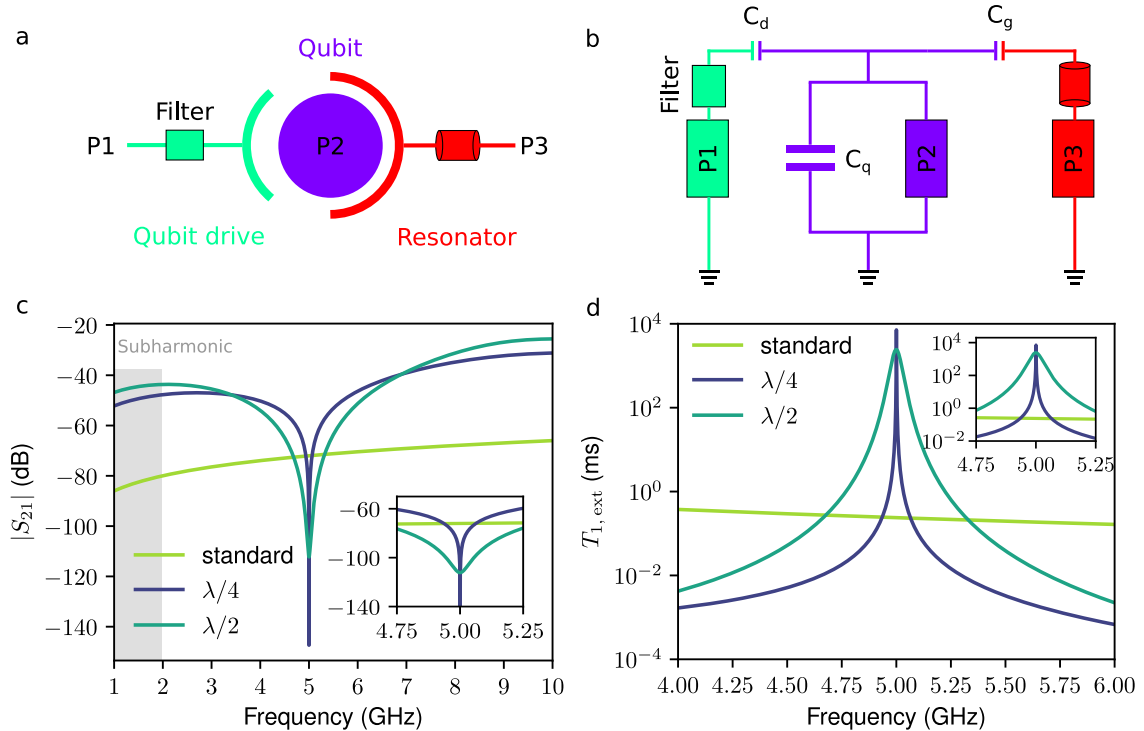 a
Qubit
Filter
P1
P2
P3
Qubit drive
Resonator
b
C_d
C_g
Filter
P1
C_q
P2
P3
c
−20
−40
−60
−80
−100
−120
−140
|S_21| (dB)
Subharmonic
standard
λ/4
λ/2
−60
−100
−140
4.75 5.00 5.25
1 2 3 4 5 6 7 8 9 10
Frequency (GHz)
d
10^4
10^2
10^0
10^−2
10^−4
T_1, ext (ms)
standard
λ/4
λ/2
10^4
10^2
10^0
10^−2
4.75 5.00 5.25
4.00 4.25 4.50 4.75 5.00 5.25 5.50 5.75 6.00
Frequency (GHz)